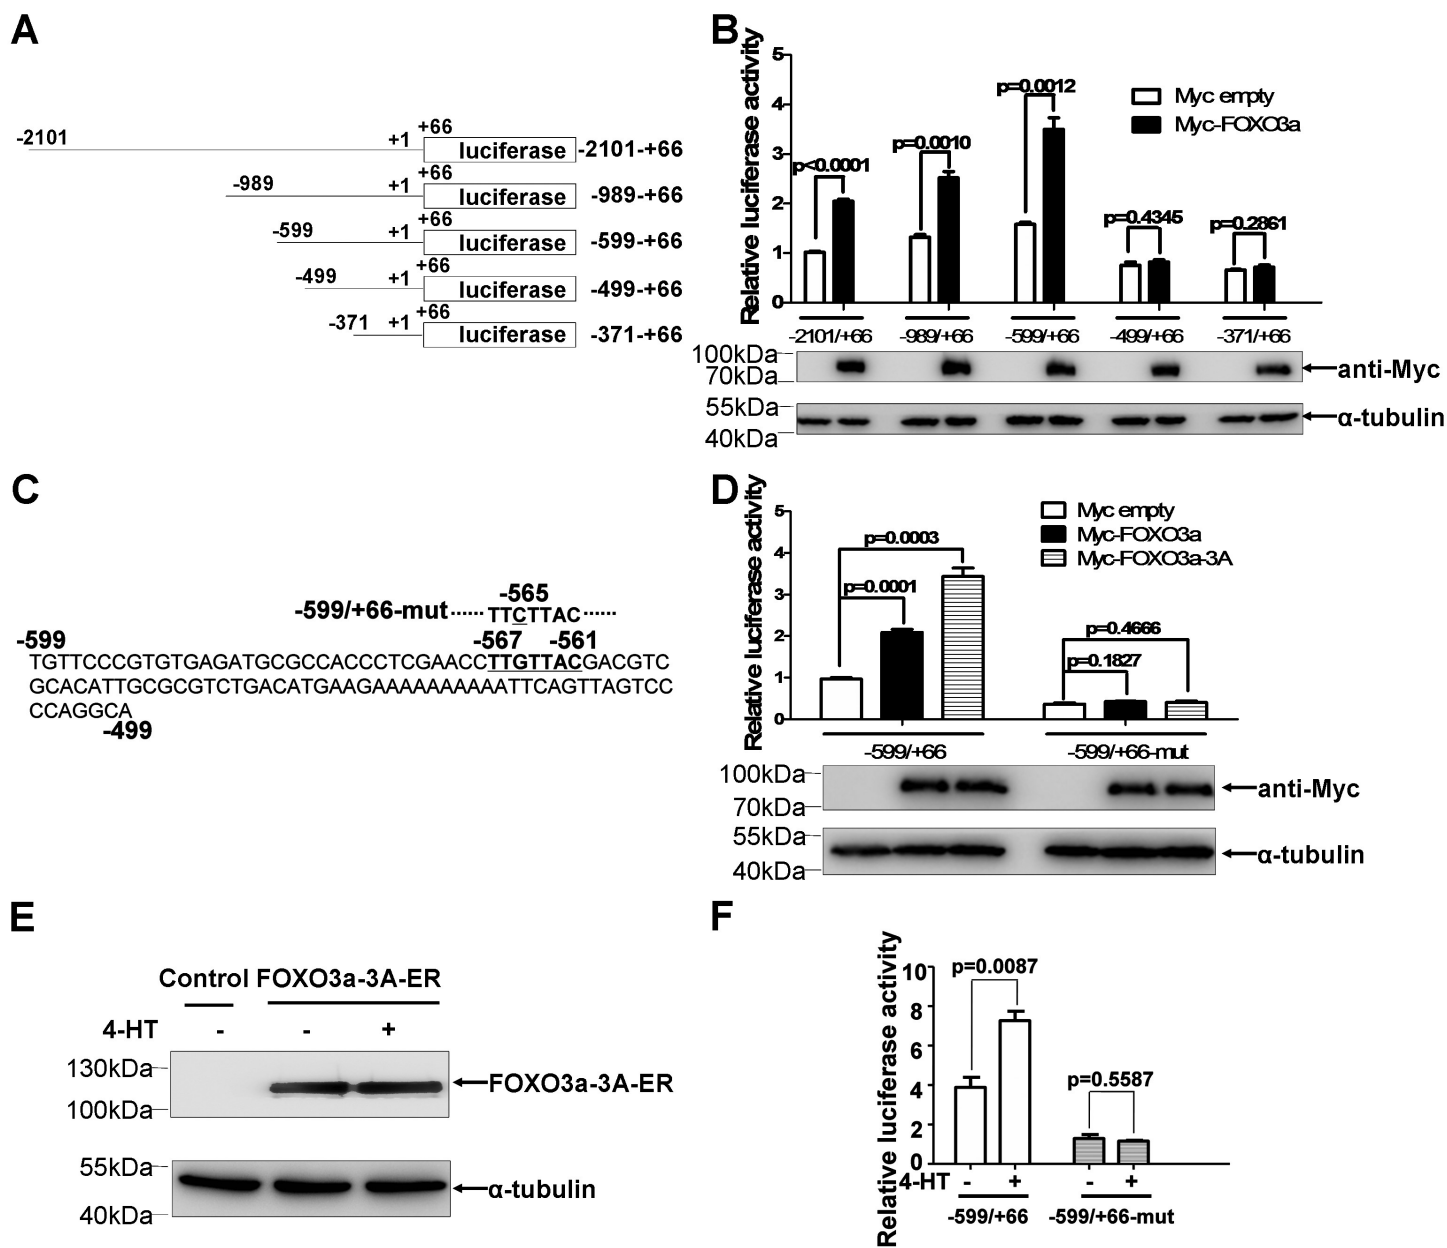 A
-2101 +1 +66 luciferase -2101-+66
-989 +1 +66 luciferase -989-+66
-599 +1 +66 luciferase -599-+66
-499 +1 +66 luciferase -499-+66
-371 +1 +66 luciferase -371-+66
B
Relative luciferase activity
5
4
3
2
1
0
Myc empty
Myc-FOXO3a
p<0.0001
p=0.0010
p=0.0012
p=0.4345
p=0.2861
-2101/+66 -989/+66 -599/+66 -499/+66 -371/+66
100kDa
70kDa
anti-Myc
55kDa
40kDa
α-tubulin
C
-565
-599/+66-mut······TTCTTAC······
-599 -567 -561
TGTTCCCGTGTGAGATGCGCCACCCTCGAACCTTGTTACGACGTC
GCACATTGCGCGTCTGACATGAAGAAAAAAAAAAATTCAGTTAGTCC
CCAGGCA
-499
D
Relative luciferase activity
5
4
3
2
1
0
Myc empty
Myc-FOXO3a
Myc-FOXO3a-3A
p=0.0003
p=0.0001
p=0.4666
p=0.1827
-599/+66 -599/+66-mut
100kDa
70kDa
anti-Myc
55kDa
40kDa
α-tubulin
E
Control FOXO3a-3A-ER
4-HT - - +
130kDa
100kDa
FOXO3a-3A-ER
55kDa
40kDa
α-tubulin
F
Relative luciferase activity
10
8
6
4
2
0
p=0.0087
p=0.5587
4-HT - + - +
-599/+66 -599/+66-mut